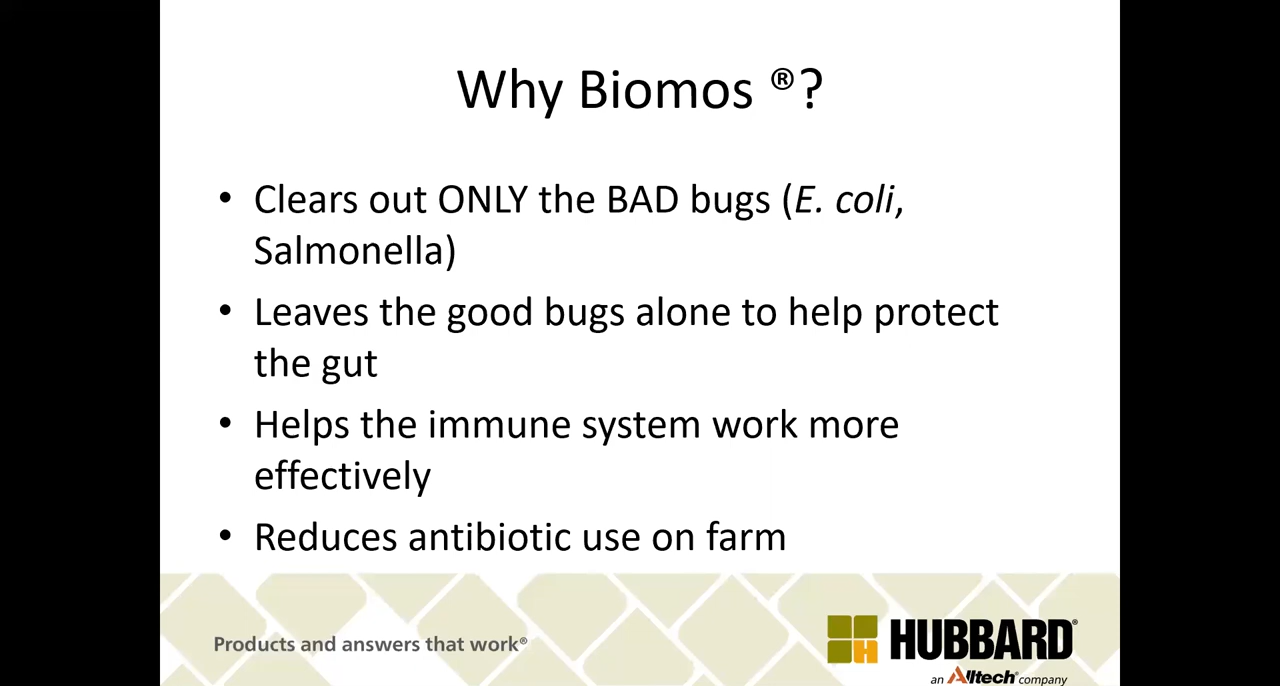 Why Biomos ®?
• Clears out ONLY the BAD bugs (E. coli,
Salmonella)
• Leaves the good bugs alone to help protect
the gut
• Helps the immune system work more
effectively
• Reduces antibiotic use on farm
Products and answers that work®
HUBBARD®
an Alltech® company